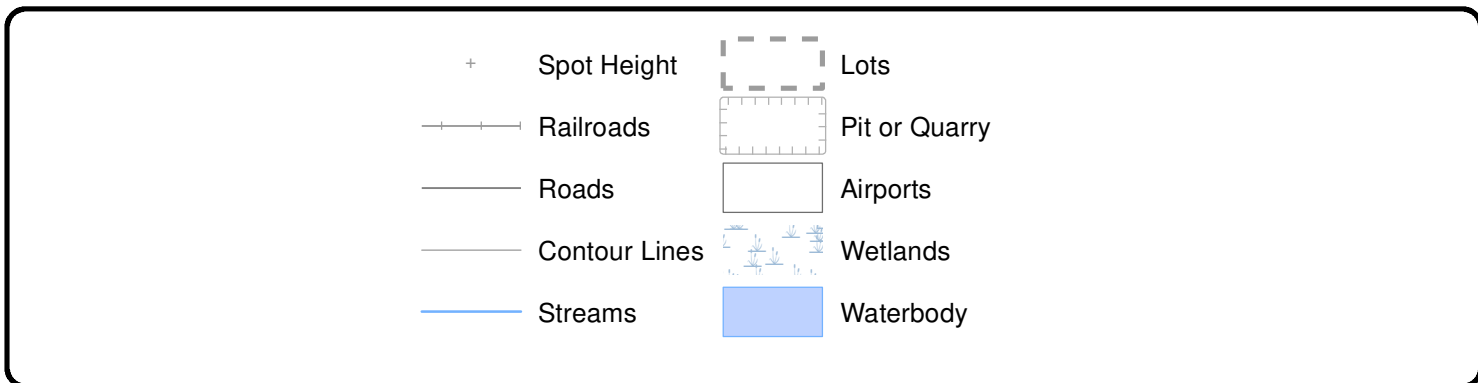 Spot Height
Railroads
Roads
Contour Lines
Streams
Lots
Pit or Quarry
Airports
Wetlands
Waterbody